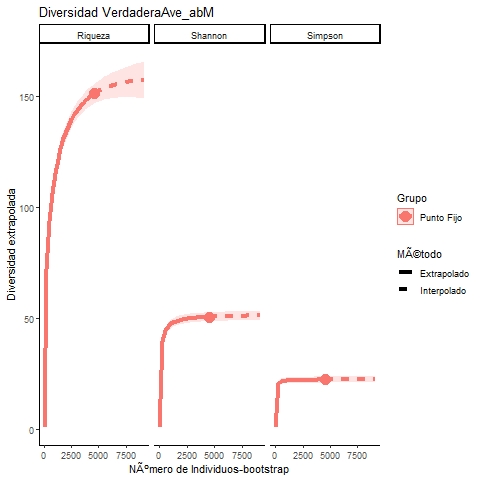 Diversidad VerdaderaAve_abM
Riqueza
Shannon
Simpson
Diversidad extrapolada
150
100
50
0
0 2500 5000 7500
0 2500 5000 7500
0 2500 5000 7500
NÃºmero de Individuos-bootstrap
Grupo
Punto Fijo
MÃ©todo
Extrapolado
Interpolado